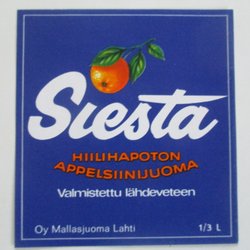 Siesta
HIILIHAPOTON
APPELSIINIJUOMA
Valmistettu lähdeveteen
Oy Mallasjuoma Lahti 1/3 L